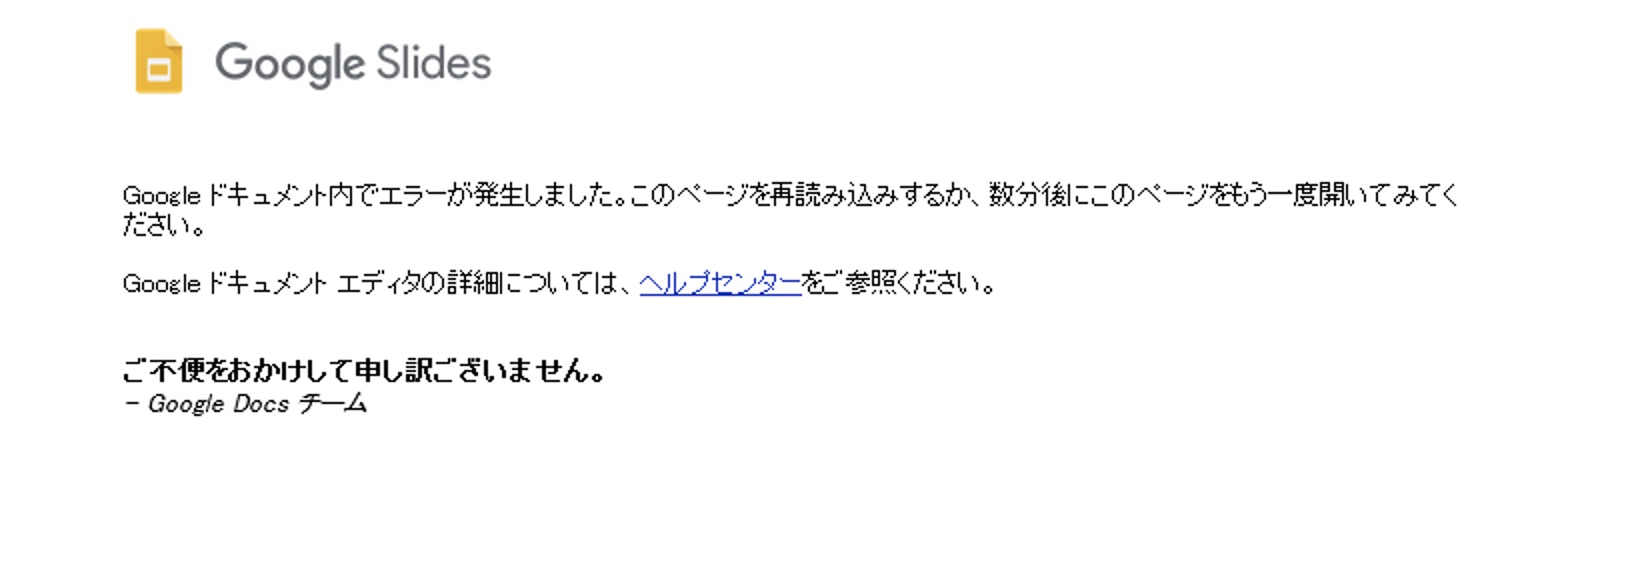 Google Slides
Google ドキュメント内でエラーが発生しました。このページを再読み込みするか、数分後にこのページをもう一度開いてみてく
ださい。
Google ドキュメント エディタの詳細については、ヘルプセンターをご参照ください。
ご不便をおかけして申し訳ございません。
- Google Docs チーム